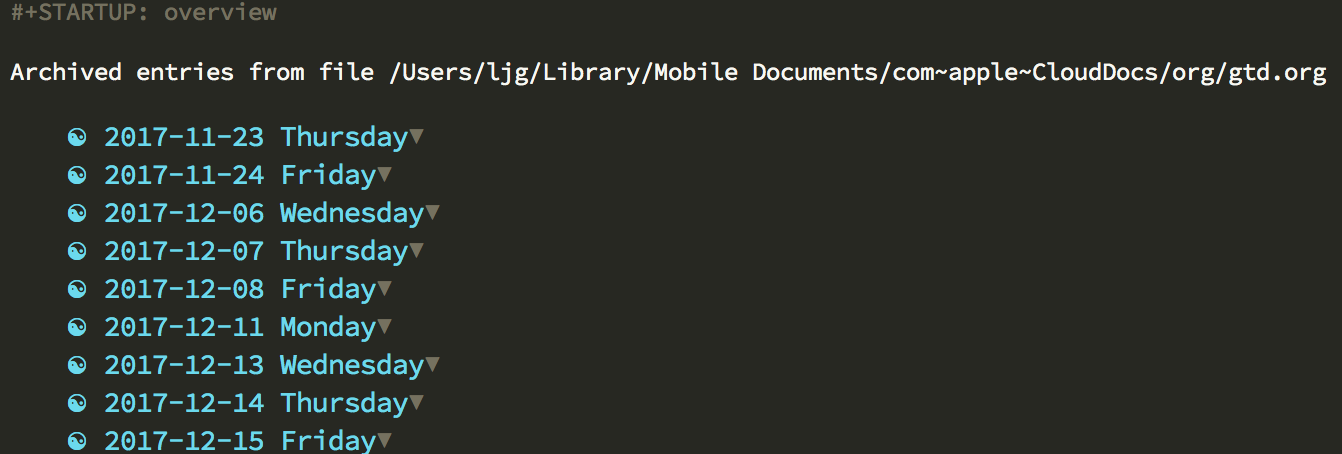 #+STARTUP: overview
Archived entries from file /Users/ljg/Library/Mobile Documents/com~apple~CloudDocs/org/gtd.org
☯ 2017-11-23 Thursday▼
☯ 2017-11-24 Friday▼
☯ 2017-12-06 Wednesday▼
☯ 2017-12-07 Thursday▼
☯ 2017-12-08 Friday▼
☯ 2017-12-11 Monday▼
☯ 2017-12-13 Wednesday▼
☯ 2017-12-14 Thursday▼
☯ 2017-12-15 Friday▼